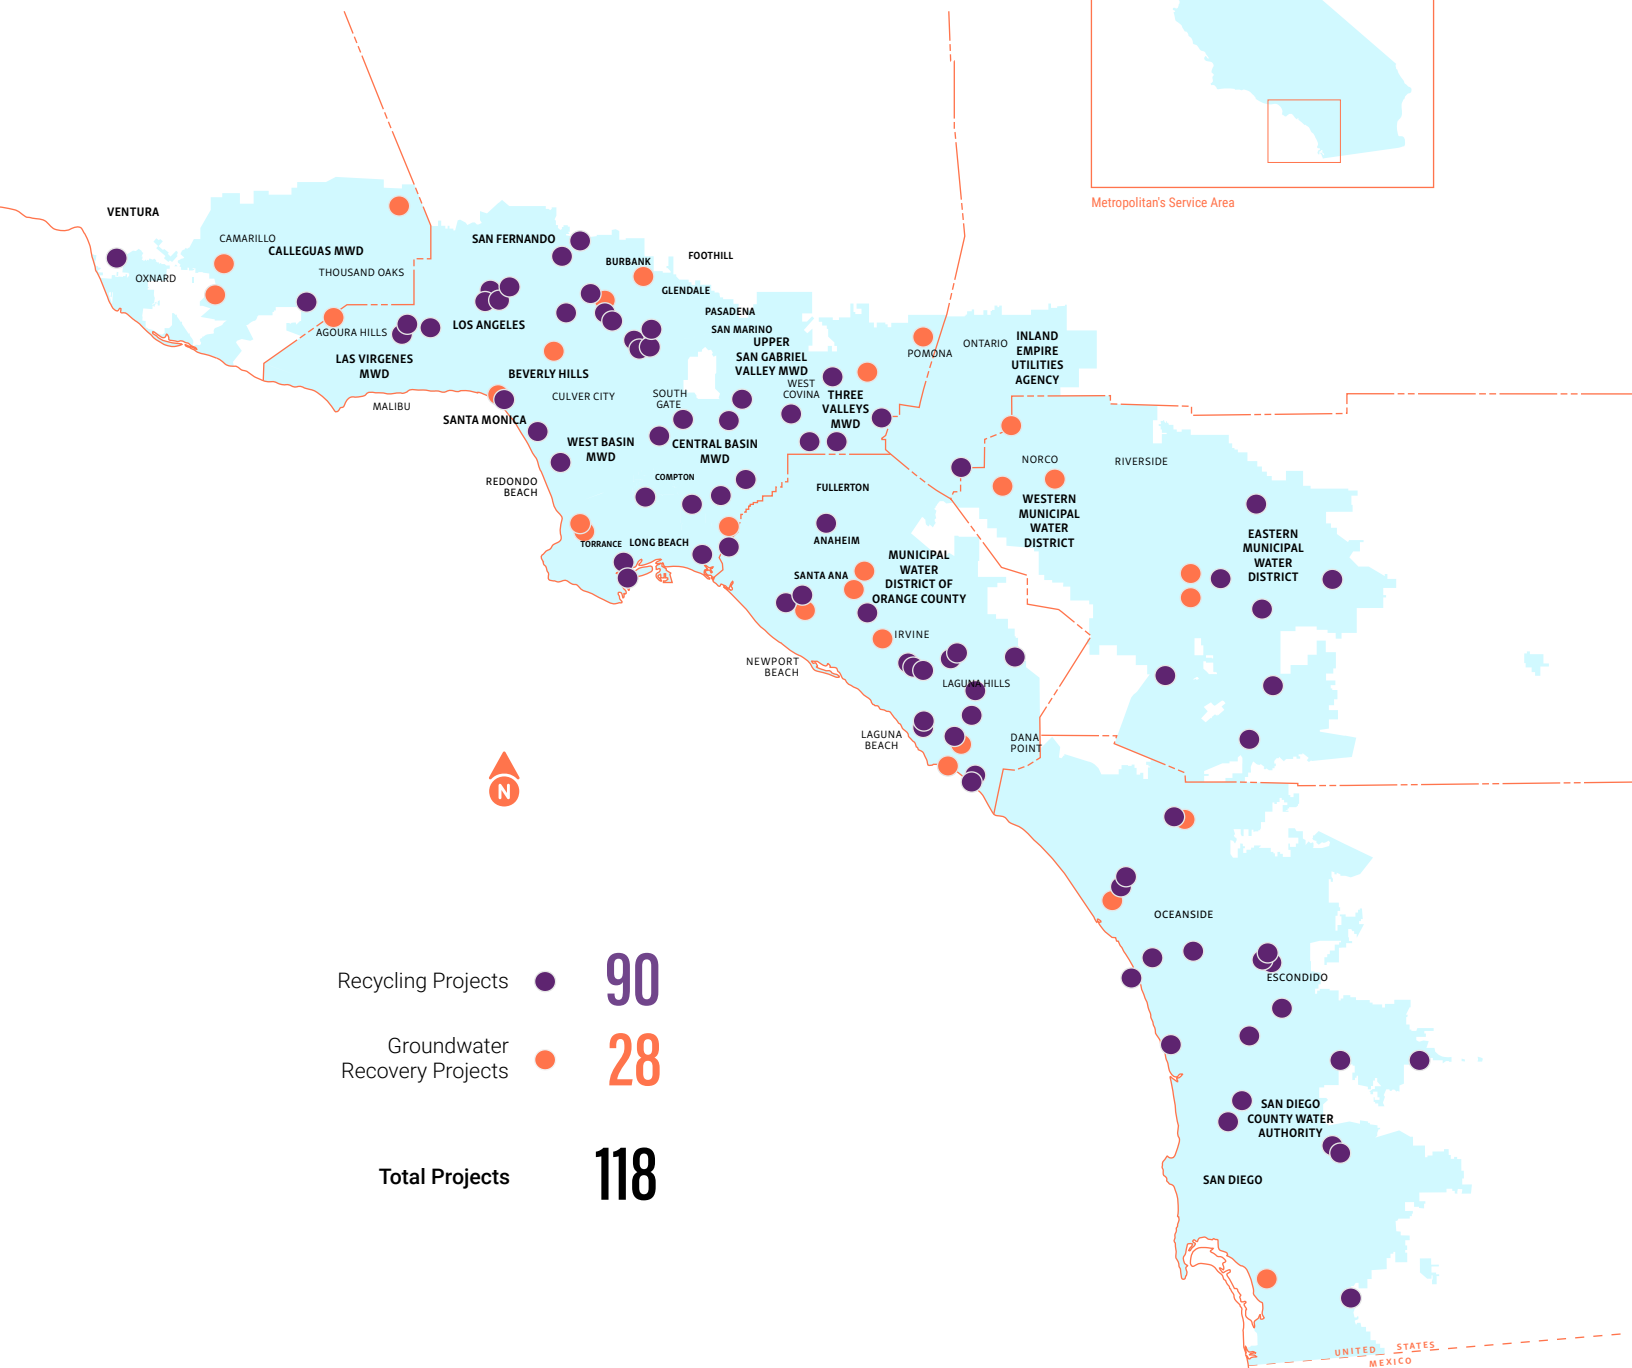 Metropolitan's Service Area
VENTURA
CAMARILLO
CALLEGUAS MWD
OXNARD
THOUSAND OAKS
AGOURA HILLS
LAS VIRGENES
MWD
MALIBU
SAN FERNANDO
BURBANK
FOOTHILL
GLENDALE
LOS ANGELES
PASADENA
SAN MARINO
UPPER
SAN GABRIEL
VALLEY MWD
BEVERLY HILLS
CULVER CITY
SOUTH
GATE
WEST
COVINA
THREE
VALLEYS
MWD
POMONA
ONTARIO
INLAND
EMPIRE
UTILITIES
AGENCY
SANTA MONICA
WEST BASIN
MWD
CENTRAL BASIN
MWD
REDONDO
BEACH
COMPTON
TORRANCE
LONG BEACH
FULLERTON
ANAHEIM
SANTA ANA
MUNICIPAL
WATER
DISTRICT OF
ORANGE COUNTY
IRVINE
NEWPORT
BEACH
LAGUNA HILLS
LAGUNA
BEACH
DANA
POINT
NORCO
RIVERSIDE
WESTERN
MUNICIPAL
WATER
DISTRICT
EASTERN
MUNICIPAL
WATER
DISTRICT
N
OCEANSIDE
ESCONDIDO
SAN DIEGO
COUNTY WATER
AUTHORITY
SAN DIEGO
UNITED STATES
MEXICO
Recycling Projects 90
Groundwater
Recovery Projects 28
Total Projects 118